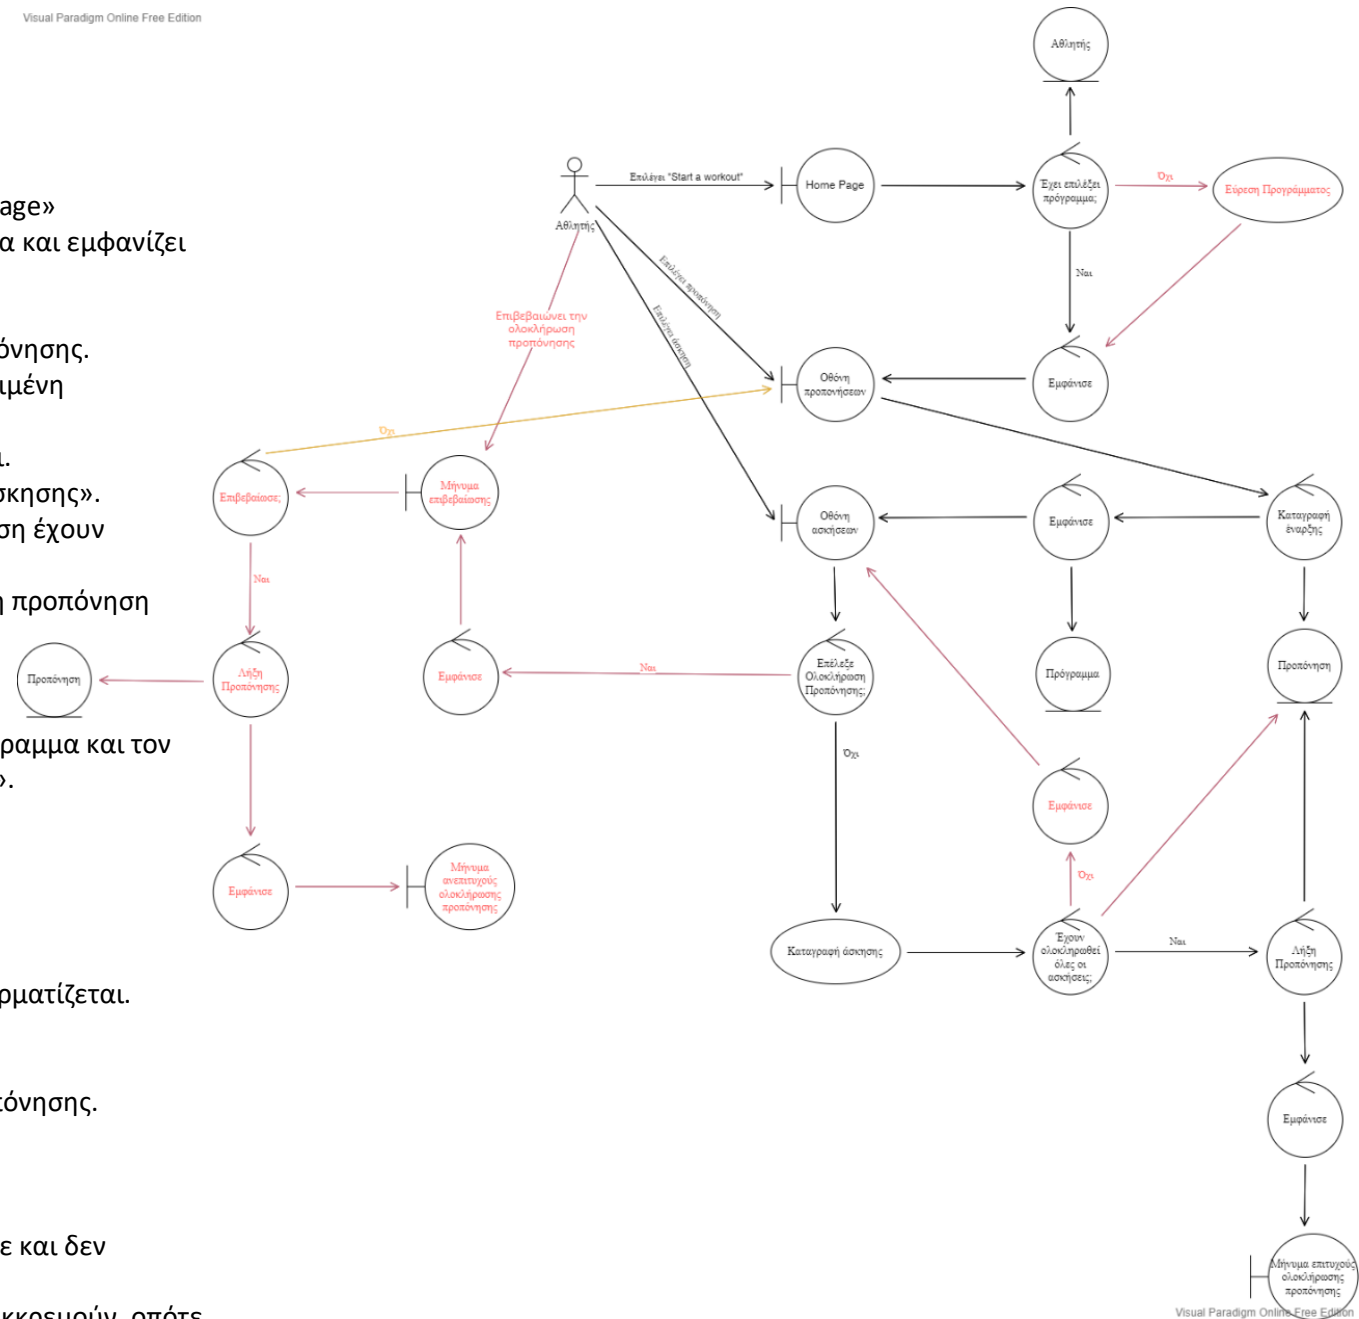 Visual Paradigm Online Free Edition
Αθλητής
age»
α και εμφανίζει
Αθλητής
Επιλέγει "Start a workout"
Home Page
Έχει επιλέξει
πρόγραμμα;
Όχι
Εύρεση Προγράμματος
Ναι
Επιλέγει προπόνηση
Επιλέγει άσκηση
Επιβεβαιώνει την
ολοκλήρωση
προπόνησης
όνησης.
ιμένη
Οθόνη
προπονήσεων
Εμφάνισε
Όχι
ι.
σκησης».
ση έχουν
Επιβεβαίωσε;
Μήνυμα
επιβεβαίωσης
Οθόνη
ασκήσεων
Εμφάνισε
Καταγραφή
έναρξης
Ναι
η προπόνηση
Προπόνηση
Λήξη
Προπόνησης
Εμφάνισε
Ναι
Επέλεξε
Ολοκλήρωση
Προπόνησης;
Πρόγραμμα
Προπόνηση
ραμμα και τον
».
Όχι
Εμφάνισε
Εμφάνισε
Μήνυμα
ανεπιτυχούς
ολοκλήρωσης
προπόνησης
Όχι
Καταγραφή άσκησης
Έχουν
ολοκληρωθεί
όλες οι
ασκήσεις;
Ναι
Λήξη
Προπόνησης
ρματίζεται.
πόνησης.
Εμφάνισε
ε και δεν
Μήνυμα επιτυχούς
ολοκλήρωσης
προπόνησης
κκρεμούν, οπότε
Visual Paradigm Online Free Edition